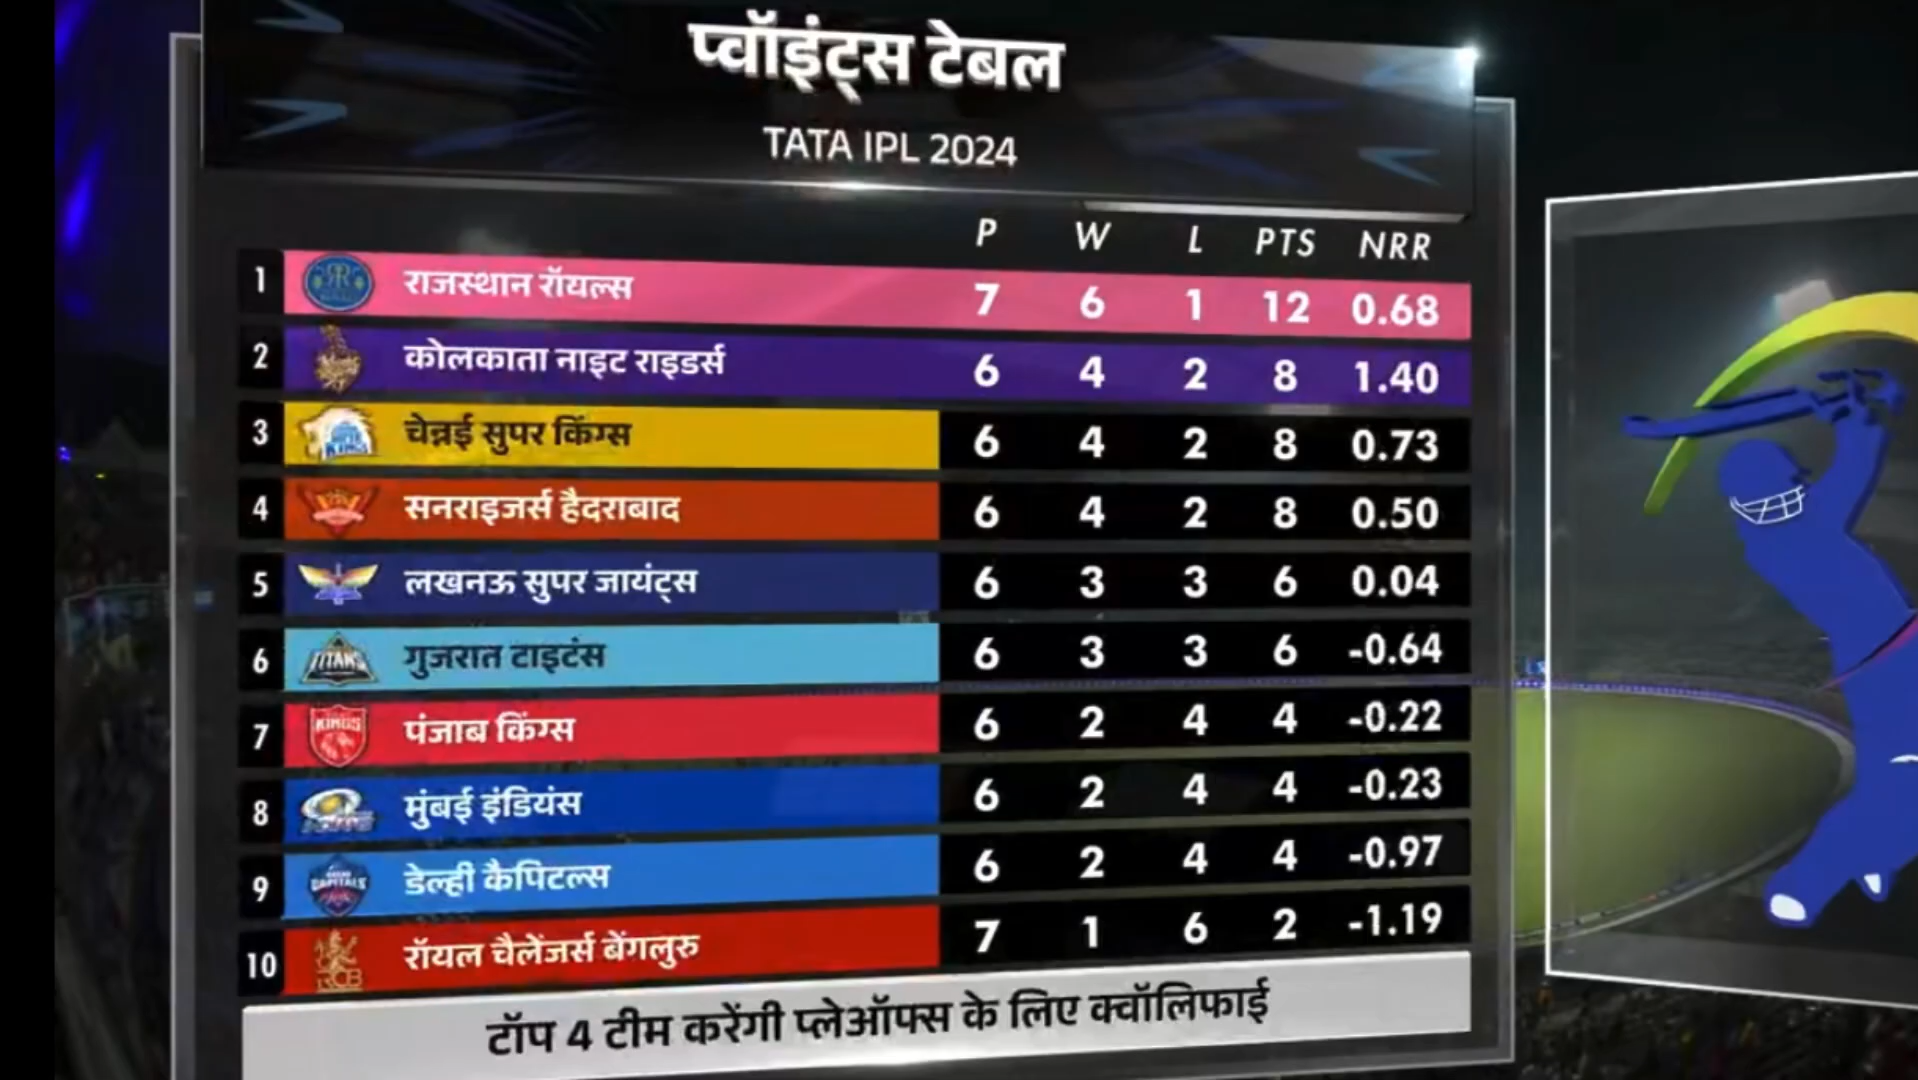 प्वॉइंट्स टेबल
TATA IPL 2024
P W L PTS NRR
1 राजस्थान रॉयल्स 7 6 1 12 0.68
2 कोलकाता नाइट राइडर्स 6 4 2 8 1.40
3 चेन्नई सुपर किंग्स 6 4 2 8 0.73
4 सनराइजर्स हैदराबाद 6 4 2 8 0.50
5 लखनऊ सुपर जायंट्स 6 3 3 6 0.04
6 TITANS गुजरात टाइटंस 6 3 3 6 -0.64
7 KINGS पंजाब किंग्स 6 2 4 4 -0.22
8 मुंबई इंडियंस 6 2 4 4 -0.23
9 CAPITALS डेल्ही कैपिटल्स 6 2 4 4 -0.97
10 रॉयल चैलेंजर्स बेंगलुरु 7 1 6 2 -1.19
टॉप 4 टीम करेंगी प्लेऑफ्स के लिए क्वॉलिफाई